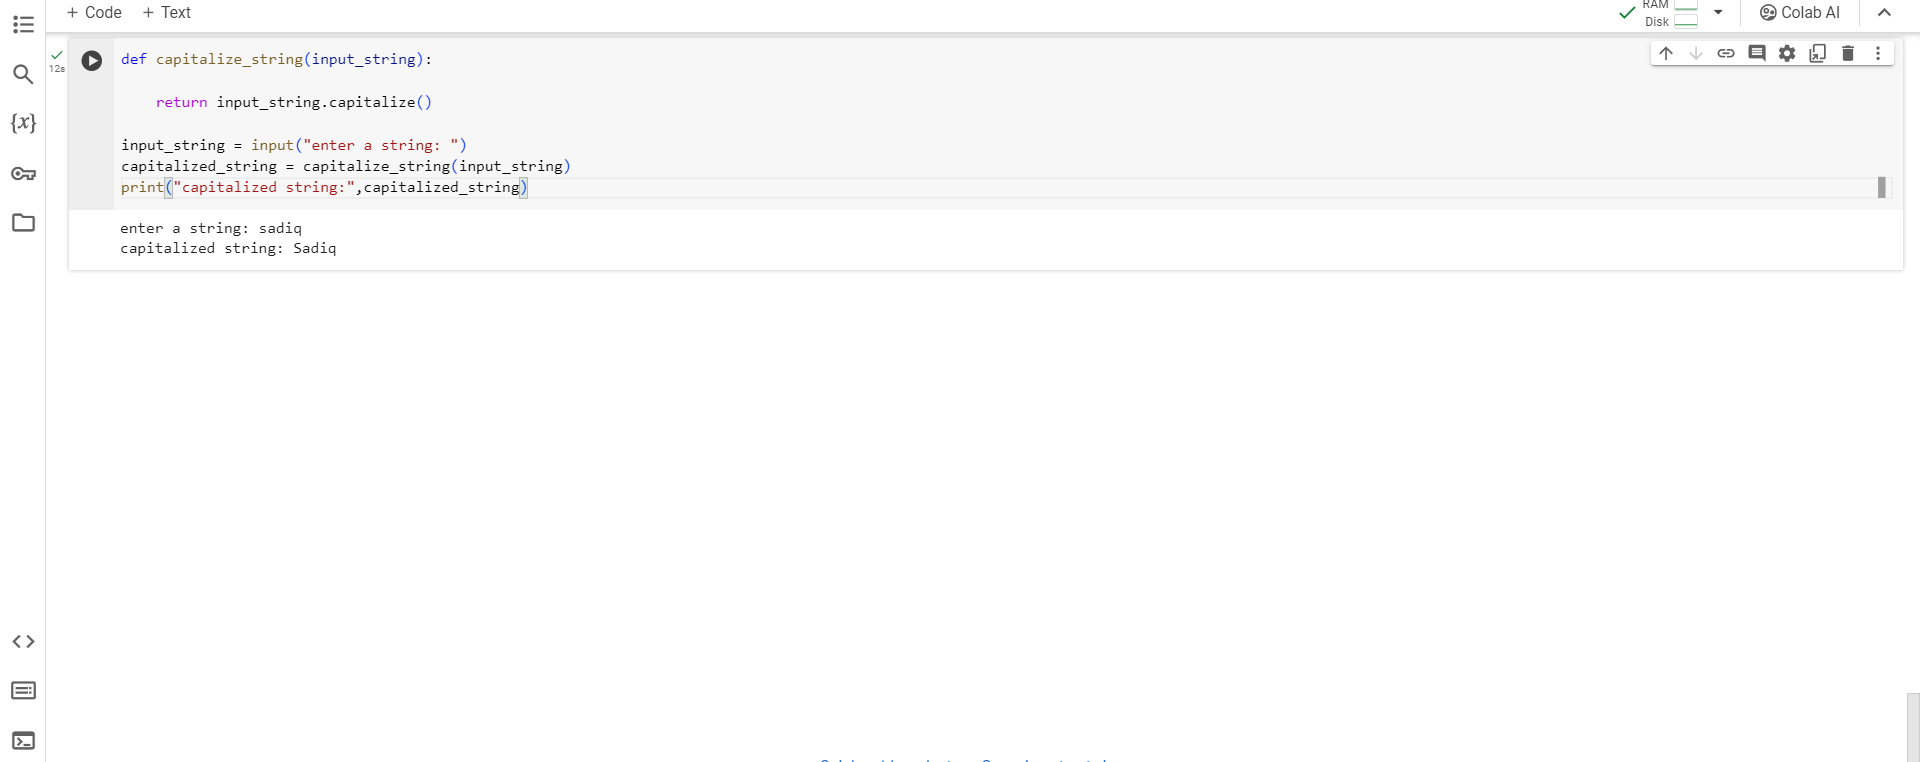 + Code + Text
RAM
Disk
Colab AI
{x}
12s
def capitalize_string(input_string):
return input_string.capitalize()
input_string = input("enter a string: ")
capitalized_string = capitalize_string(input_string)
print("capitalized string:",capitalized_string)
enter a string: sadiq
capitalized string: Sadiq